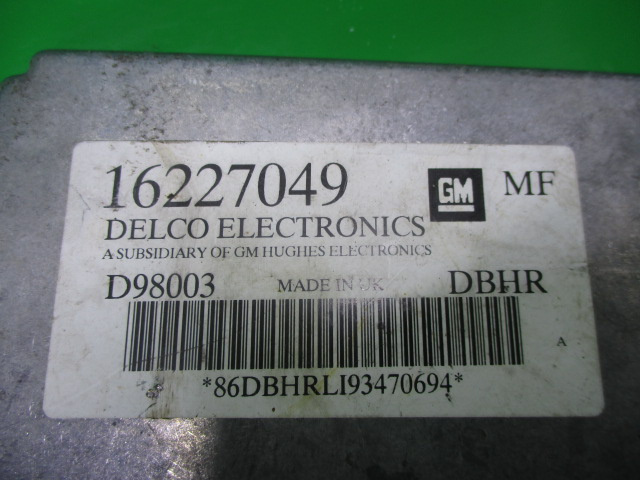 16227049 GM MF
DELCO ELECTRONICS
A SUBSIDIARY OF GM HUGHES ELECTRONICS
D98003 MADE IN UK DBHR
A
*86DBHRLI93470694*